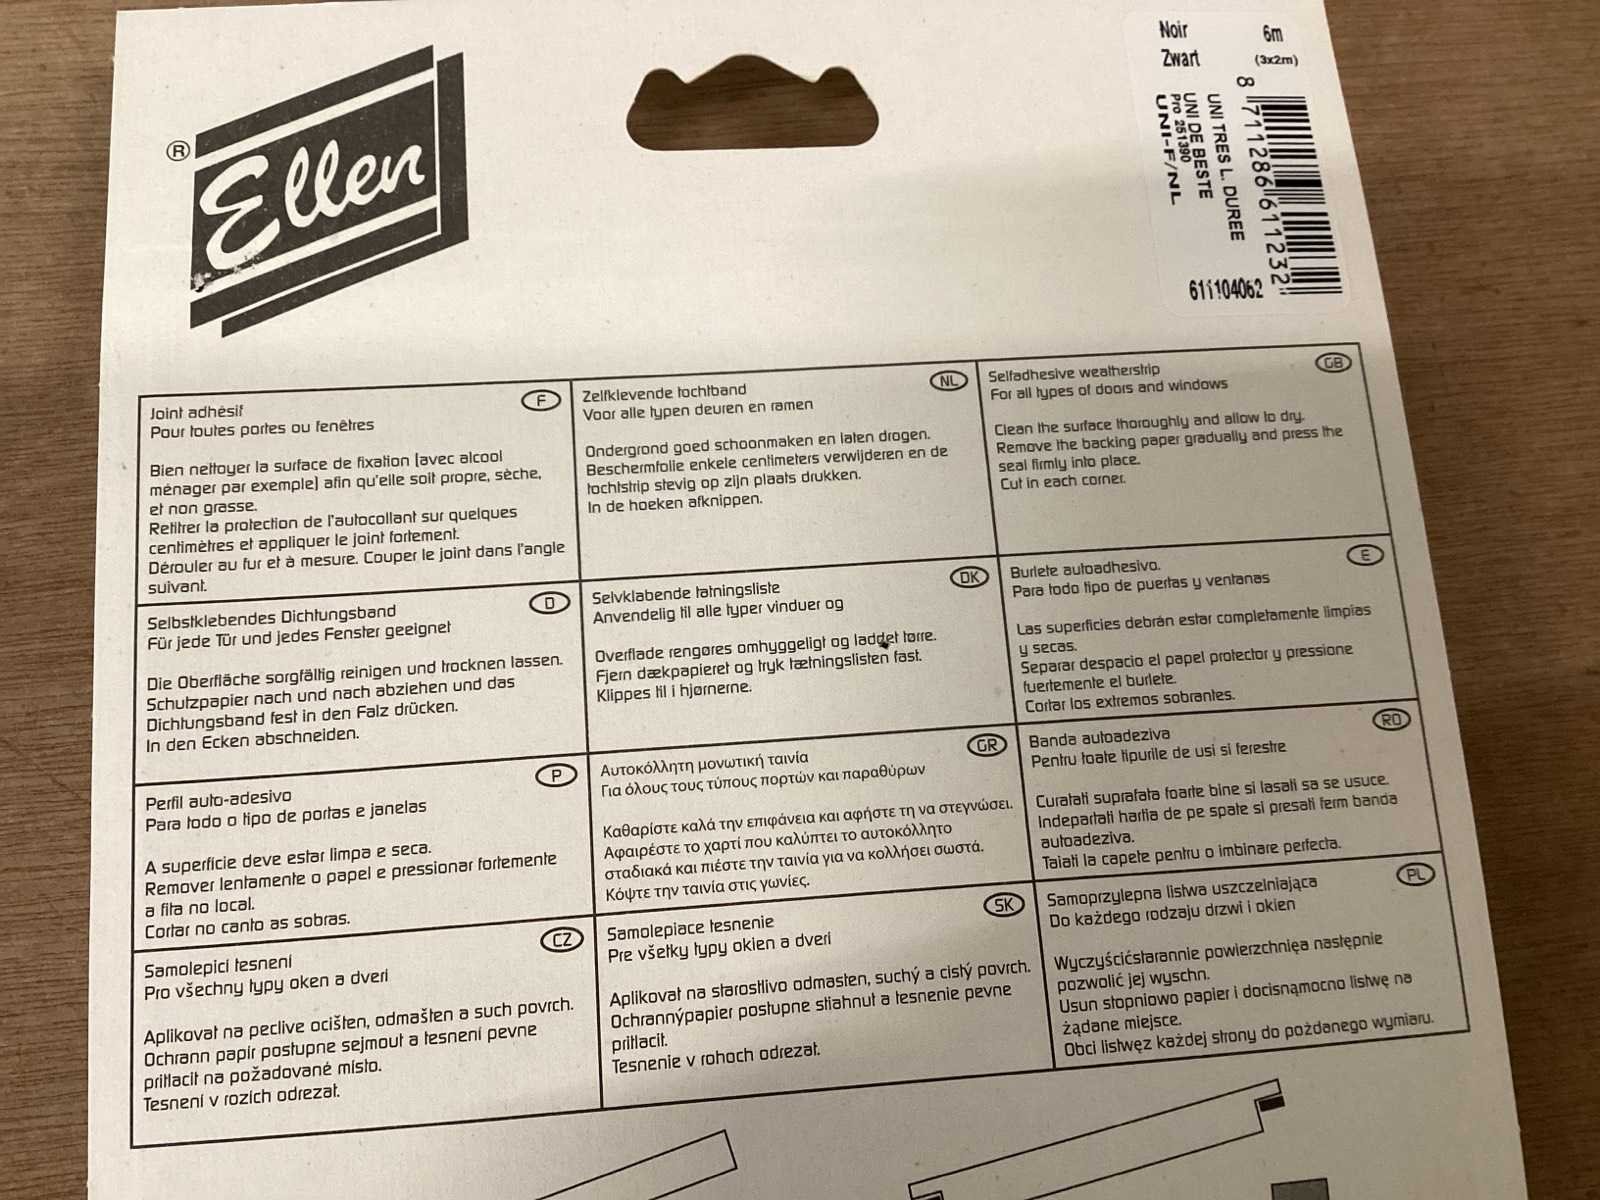 Ellen
®
Noir 6m
Zwart (3x2m)
UNI TRES L. DUREE
UNI DE BESTE
Pro 251390
UNI-F/NL
8 711286 611232
611104062
F
Joint adhésif
Pour toutes portes ou fenêtres
Bien nettoyer la surface de fixation (avec alcool
ménager par exemple) afin qu'elle soit propre, sèche,
et non grasse.
Retitrer la protection de l'autocollant sur quelques
centimètres et appliquer le joint fortement.
Dérouler au fur et à mesure. Couper le joint dans l'angle
suivant.
NL
Zelfklevende tochtband
Voor alle typen deuren en ramen
Ondergrond goed schoonmaken en laten drogen.
Beschermfolie enkele centimeters verwijderen en de
tochtstrip stevig op zijn plaats drukken.
In de hoeken afknippen.
GB
Selfadhesive weatherstrip
For all types of doors and windows
Clean the surface thoroughly and allow to dry.
Remove the backing paper gradually and press the
seal firmly into place.
Cut in each corner.
D
Selbstklebendes Dichtungsband
Für jede Tür und jedes Fenster geeignet
Die Oberfläche sorgfältig reinigen und trocknen lassen.
Schutzpapier nach und nach abziehen und das
Dichtungsband fest in den Falz drücken.
In den Ecken abschneiden.
DK
Selvklabende tatningsliste
Anvendelig til alle typer vinduer og
Overflade rengøres omhyggeligt og laddet tørre.
Fjern dækpapieret og tryk tætningslisten fast.
Klippes til i hjørnerne.
E
Burlete autoadhesivo.
Para todo tipo de puertas y ventanas
Las superficies debrán estar completamente limpias
y secas.
Separar despacio el papel protector y pressione
fuertemente el burlete.
Cortar los extremos sobrantes.
P
Perfil auto-adesivo
Para todo o tipo de portas e janelas
A superfície deve estar limpa e seca.
Remover lentamente o papel e pressionar fortemente
a fita no local.
Cortar no canto as sobras.
GR
Αυτοκόλλητη μονωτική ταινία
Για όλους τους τύπους πορτών και παραθύρων
Καθαρίστε καλά την επιφάνεια και αφήστε τη να στεγνώσει.
Αφαιρέστε το χαρτί που καλύπτει το αυτοκόλλητο
σταδιακά και πιέστε την ταινία για να κολλήσει σωστά.
Κόψτε την ταινία στις γωνίες.
RO
Banda autoadeziva
Pentru toate tipurile de usi si ferestre
Curatati suprafata foarte bine si lasati sa se usuce.
Indepartati hartia de pe spate si presati ferm banda
autoadeziva.
Taiati la capete pentru o imbinare perfecta.
CZ
Samolepicí tesnení
Pro všechny typy oken a dveri
Aplikovat na peclive ocišten, odmašten a such povrch.
Ochrann papír postupne sejmout a tesnení pevne
pritlacit na požadované místo.
Tesnení v rozích odrezat.
SK
Samolepiace tesnenie
Pre všetky typy okien a dverí
Aplikovat na starostlivo odmasten, suchý a cistý povrch.
Ochrannýpapier postupne stiahnut a tesnenie pevne
pritlacit.
Tesnenie v rohoch odrezat.
PL
Samoprzylepna listwa uszczelniająca
Do każdego rodzaju drzwi i okien
Wyczyścićstarannie powierzchnięa następnie
pozwolić jej wyschn.
Usun stopniowo papier i docisnąmocno listwę na
żądane miejsce.
Obci listwęz każdej strony do pożdanego wymiaru.